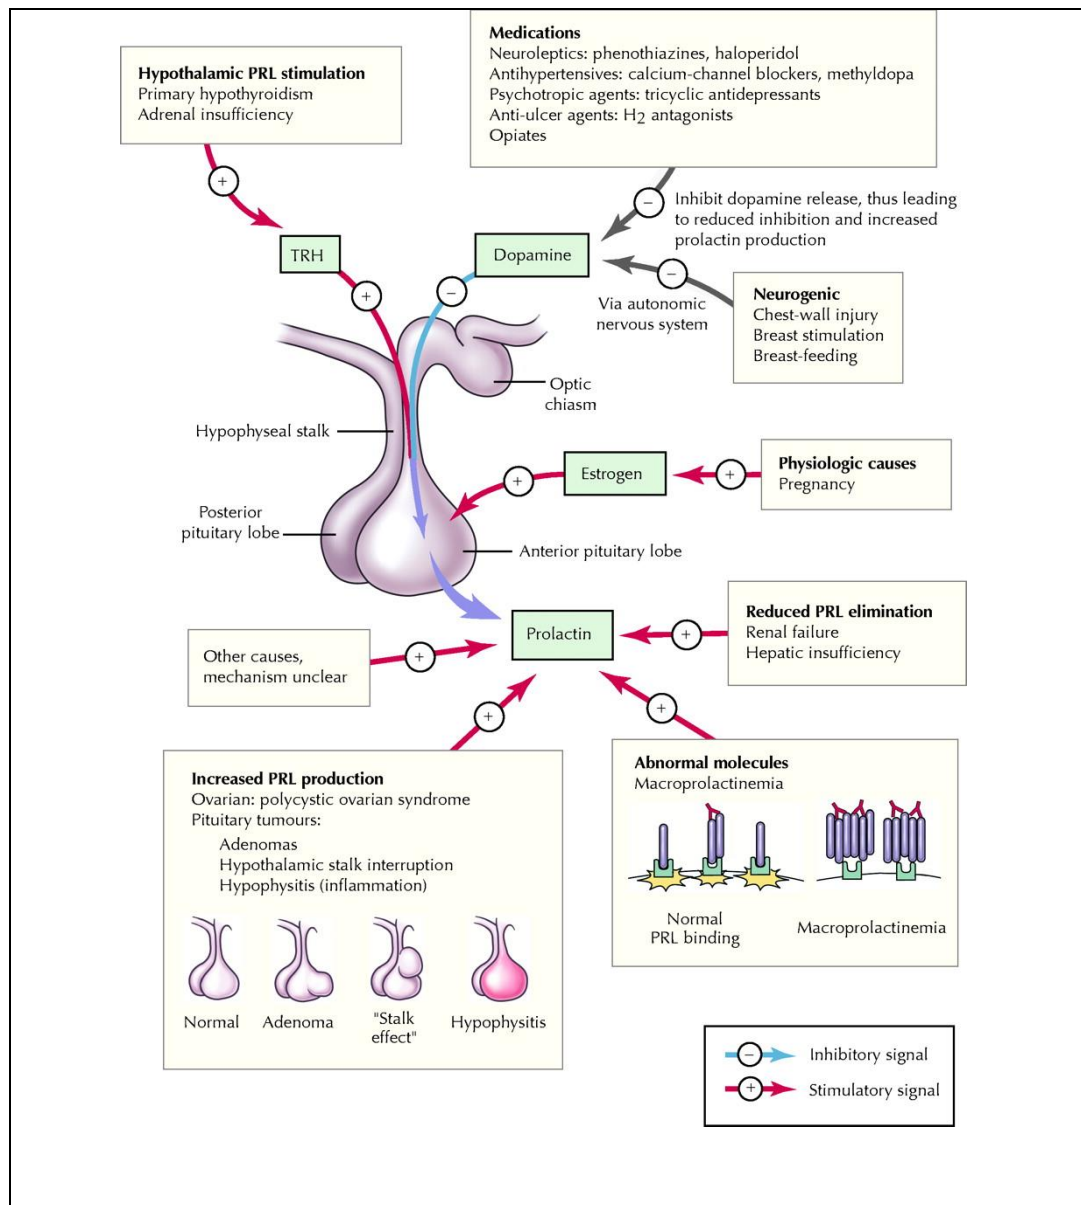 Medications
Neuroleptics: phenothiazines, haloperidol
Antihypertensives: calcium-channel blockers, methyldopa
Psychotropic agents: tricyclic antidepressants
Anti-ulcer agents: H2 antagonists
Opiates
Hypothalamic PRL stimulation
Primary hypothyroidism
Adrenal insufficiency
+
−
Inhibit dopamine release, thus leading
to reduced inhibition and increased
prolactin production
TRH
Dopamine
+
−
−
Via autonomic
nervous system
Neurogenic
Chest-wall injury
Breast stimulation
Breast-feeding
Optic
chiasm
Hypophyseal stalk
Estrogen
+
+
Physiologic causes
Pregnancy
Posterior
pituitary lobe
Anterior pituitary lobe
Prolactin
+
Reduced PRL elimination
Renal failure
Hepatic insufficiency
Other causes,
mechanism unclear
+
+
+
Increased PRL production
Ovarian: polycystic ovarian syndrome
Pituitary tumours:
Adenomas
Hypothalamic stalk interruption
Hypophysitis (inflammation)
Normal
Adenoma
"Stalk
effect"
Hypophysitis
Abnormal molecules
Macroprolactinemia
Normal
PRL binding
Macroprolactinemia
− Inhibitory signal
+ Stimulatory signal